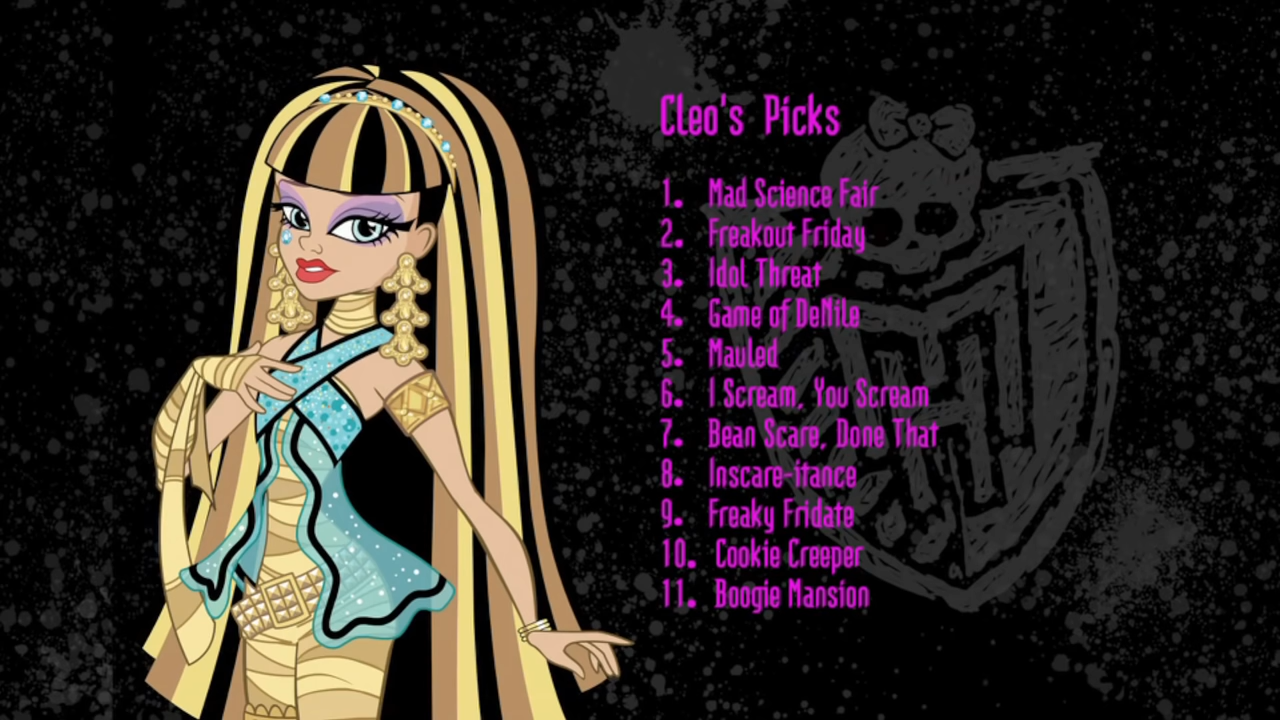 Cleo's Picks
1. Mad Science Fair
2. Freakout Friday
3. Idol Threat
4. Game of DeNile
5. Mauled
6. I Scream, You Scream
7. Bean Scare, Done That
8. Inscare-itance
9. Freaky Fridate
10. Cookie Creeper
11. Boogie Mansion